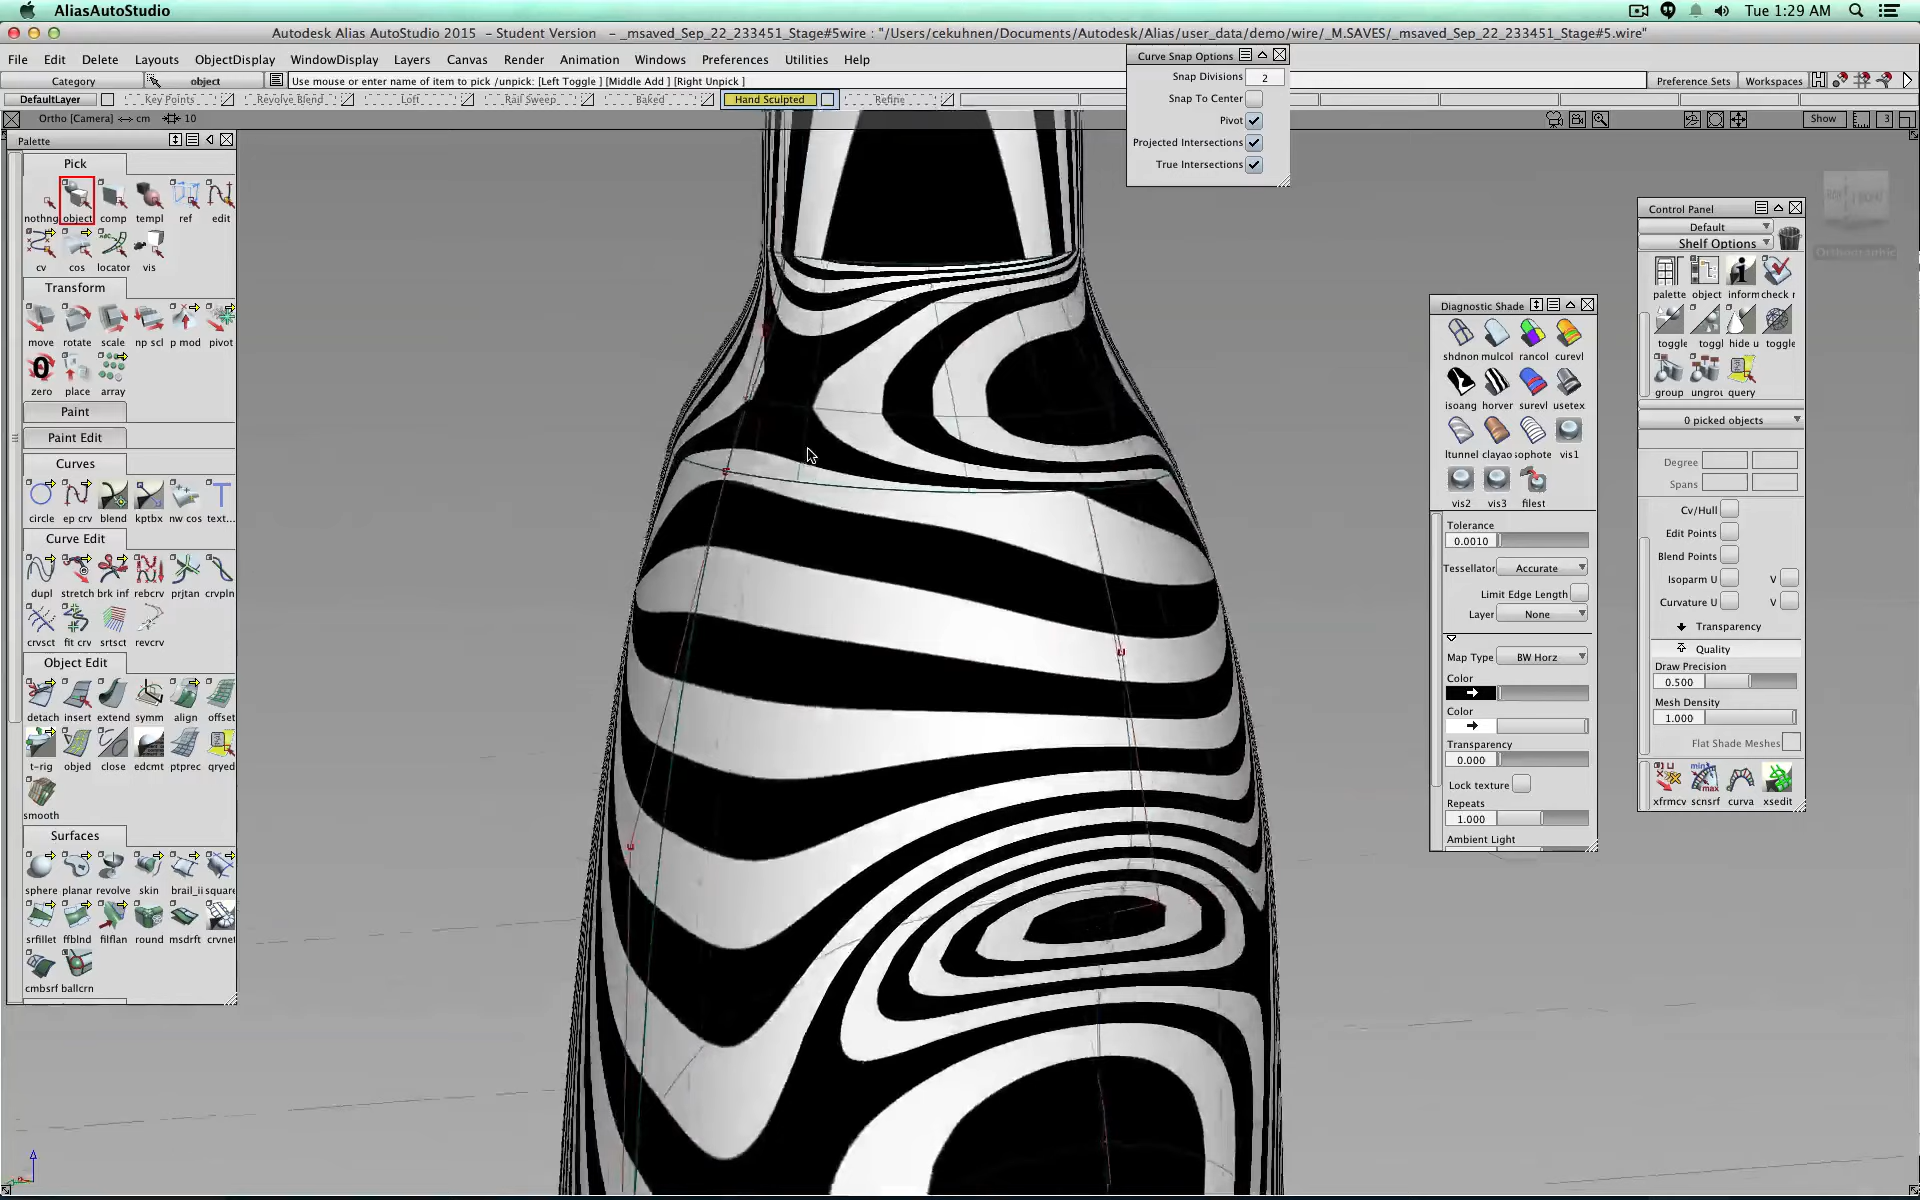 AliasAutoStudio
Tue 1:29 AM
Autodesk Alias AutoStudio 2015 - Student Version - _msaved_Sep_22_233451_Stage#5wire : "/Users/cekuhnen/Documents/Autodesk/Alias/user_data/demo/wire/_M.SAVES/_msaved_Sep_22_233451_Stage#5.wire"
File Edit Delete Layouts ObjectDisplay WindowDisplay Layers Canvas Render Animation Windows Preferences Utilities Help
Category object Use mouse or enter name of item to pick /unpick: [Left Toggle ] [Middle Add ] [Right Unpick ] Preference Sets Workspaces
DefaultLayer Key Points Revolve Blend Loft Rail Sweep Baked Hand Sculpted Refine
Ortho [Camera] cm 10 Show 3
Curve Snap Options
Snap Divisions 2
Snap To Center
Pivot
Projected Intersections
True Intersections
Palette
Pick
nothng object comp templ ref edit
cv cos locator vis
Transform
move rotate scale np scl p mod pivot
0
zero place array
Paint
Paint Edit
Curves
circle ep crv blend kptbx nw cos text...
Curve Edit
dupl stretch brk inf rebcrv prjtan crvpln
crvsct fit crv srtsct revcrv
Object Edit
detach insert extend symm align offset
t-rig objed close edcmt ptprec qryed
smooth
Surfaces
sphere planar revolve skin brail_ii square
srfillet ffblnd filflan round msdrft crvnet
cmbsrf ballcrn
Diagnostic Shade
shdnon mulcol rancol curevl
isoang horver surevl usetex
ltunnel clayao sophote vis1
vis2 vis3 filest
Tolerance
0.0010
Tessellator Accurate
Limit Edge Length
Layer None
Map Type BW Horz
Color
Color
Transparency
0.000
Lock texture
Repeats
1.000
Ambient Light
Control Panel
Default
Shelf Options
palette object inform check r
toggle toggl hide u toggle
group ungrou query
0 picked objects
Degree
Spans
Cv/Hull
Edit Points
Blend Points
Isoparm U V
Curvature U V
Transparency
Quality
Draw Precision
0.500
Mesh Density
1.000
Flat Shade Meshes
xfrmcv scnsrf curva xsedit